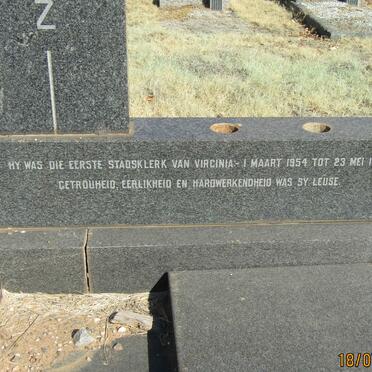 Z
HY WAS DIE EERSTE STADSKLERK VAN VIRGINIA:- 1 MAART 1954 TOT 23 MEI 1
GETROUHEID, EERLIKHEID EN HARDWERKENDHEID WAS SY LEUSE.
18/0